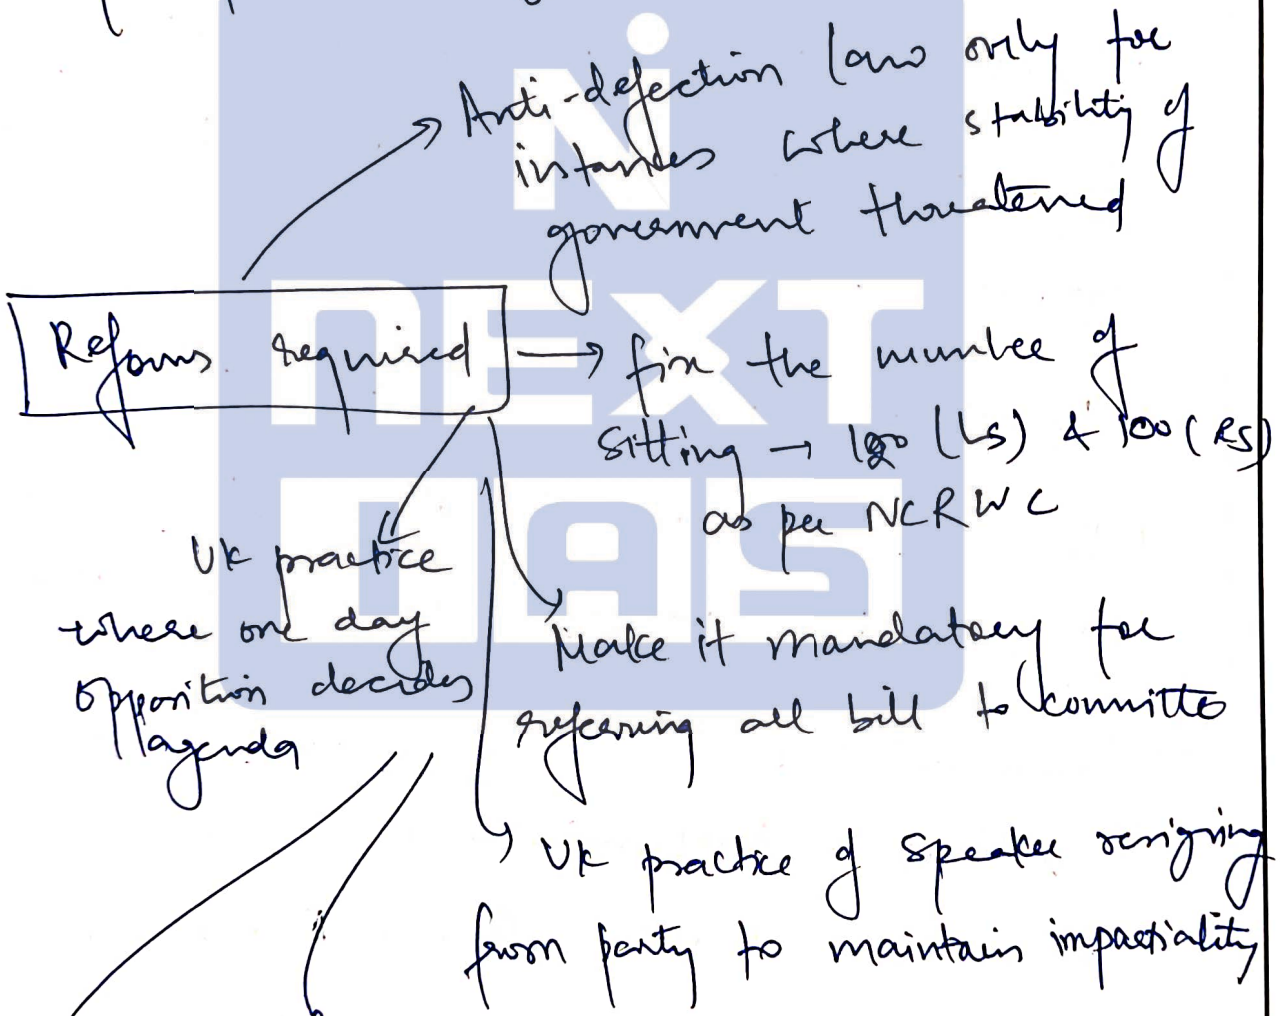 Anti-defection law only for
instances where stability of
government threatened
Reforms required
fix the number of
sitting → 120 (LS) & 100 (RS)
as per NCRWC
UK practice
where one day
opposition decides
agenda
Make it mandatory for
referring all bill to committe
UK practice of speaker resigning
from party to maintain impartiality
NEXT
IAS